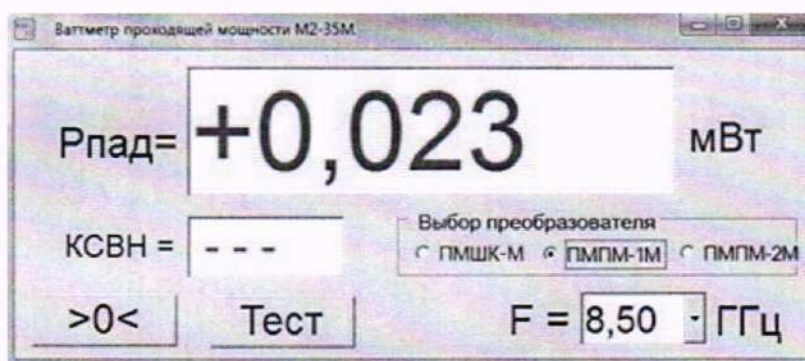 Ваттметр проходящей мощности М2-35М
Рпад= +0,023 мВт
КСВН = - - -
Выбор преобразователя
ПМШК-М ПМПМ-1М ПМПМ-2М
>0< Тест F = 8,50 ГГц